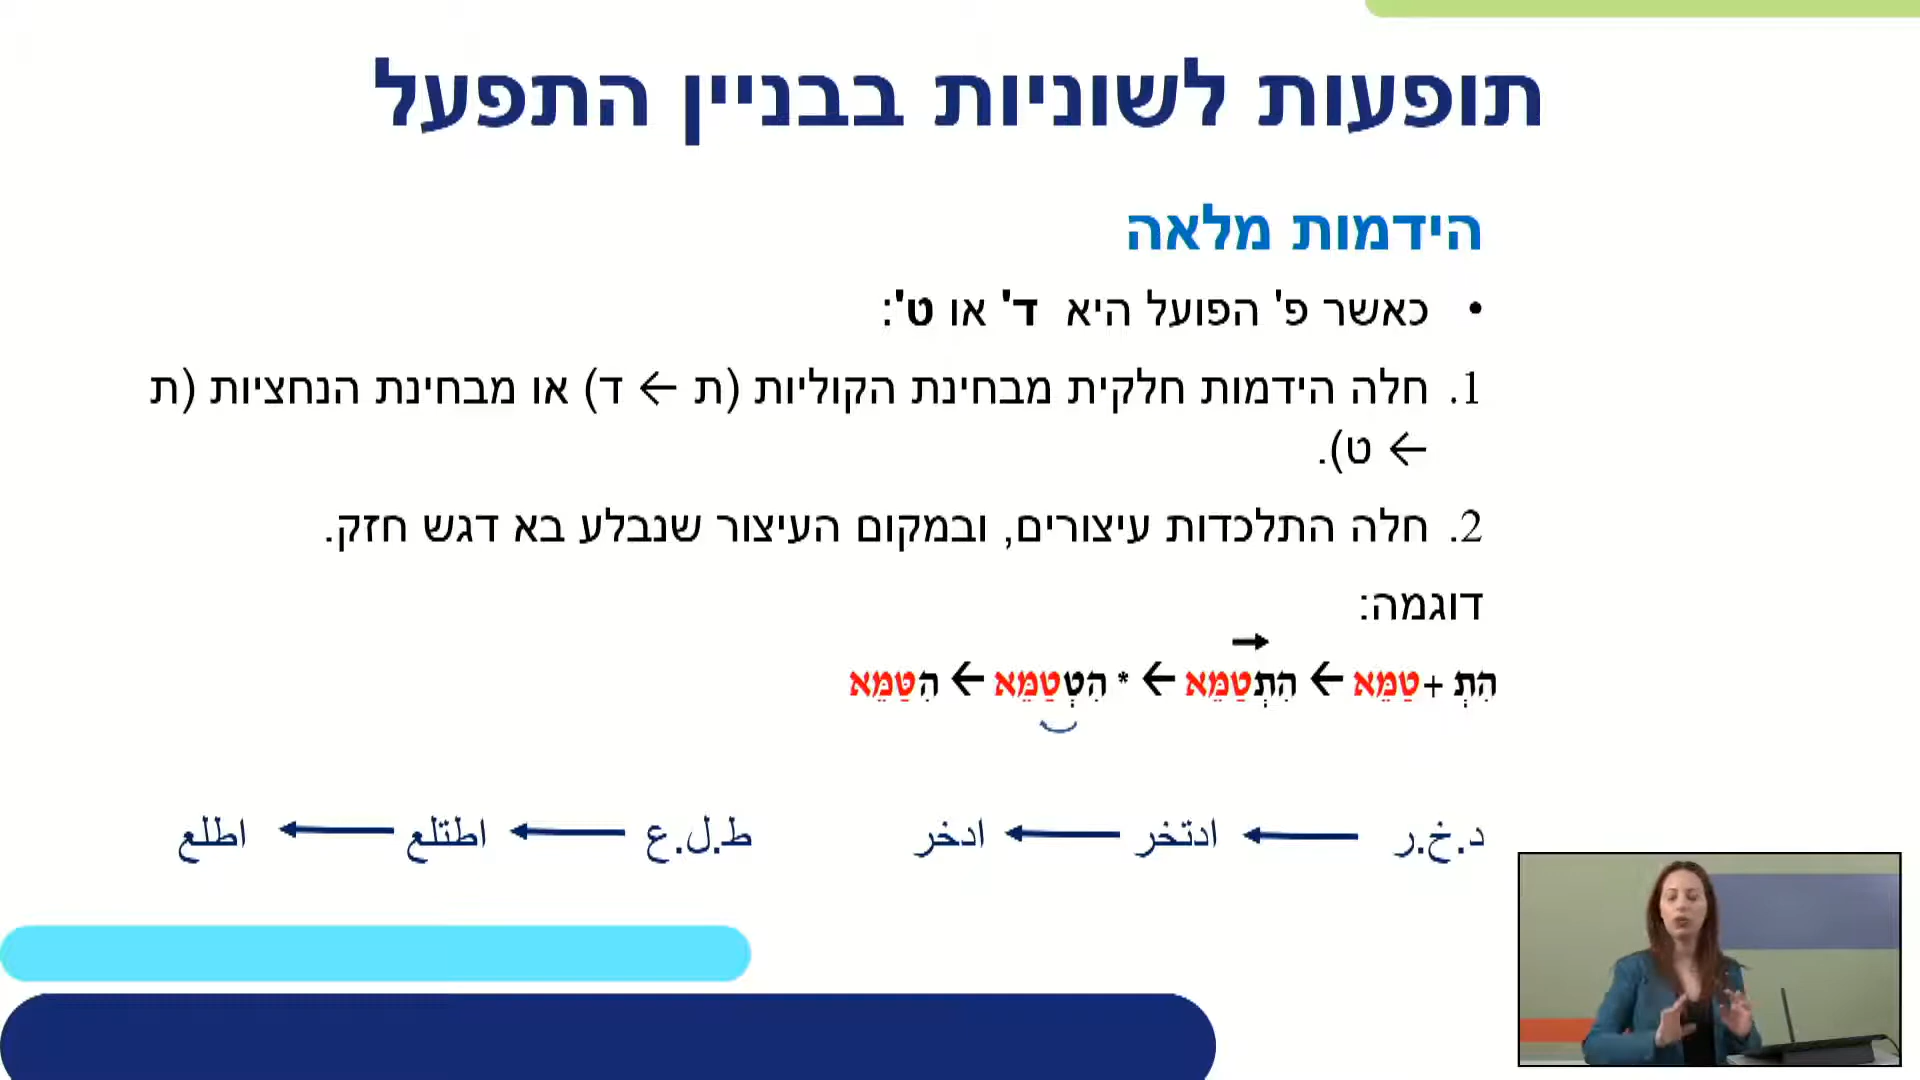 תופעות לשוניות בבניין התפעל
הידמות מלאה
• כאשר פ' הפועל היא ד' או ט':
1. חלה הידמות חלקית מבחינת הקוליות (ת ← ד) או מבחינת הנחציות (ת
← ט).
2. חלה התלכדות עיצורים, ובמקום העיצור שנבלע בא דגש חזק.
דוגמה:
הִתְ + טַמֵּא ← הִתְטַמֵּא ← * הִטְטַמֵּא ← הִטַּמֵּא
د.خ.ر ← ادتخر ← ادخر ط.ل.ع ← اطتلع ← اطلع